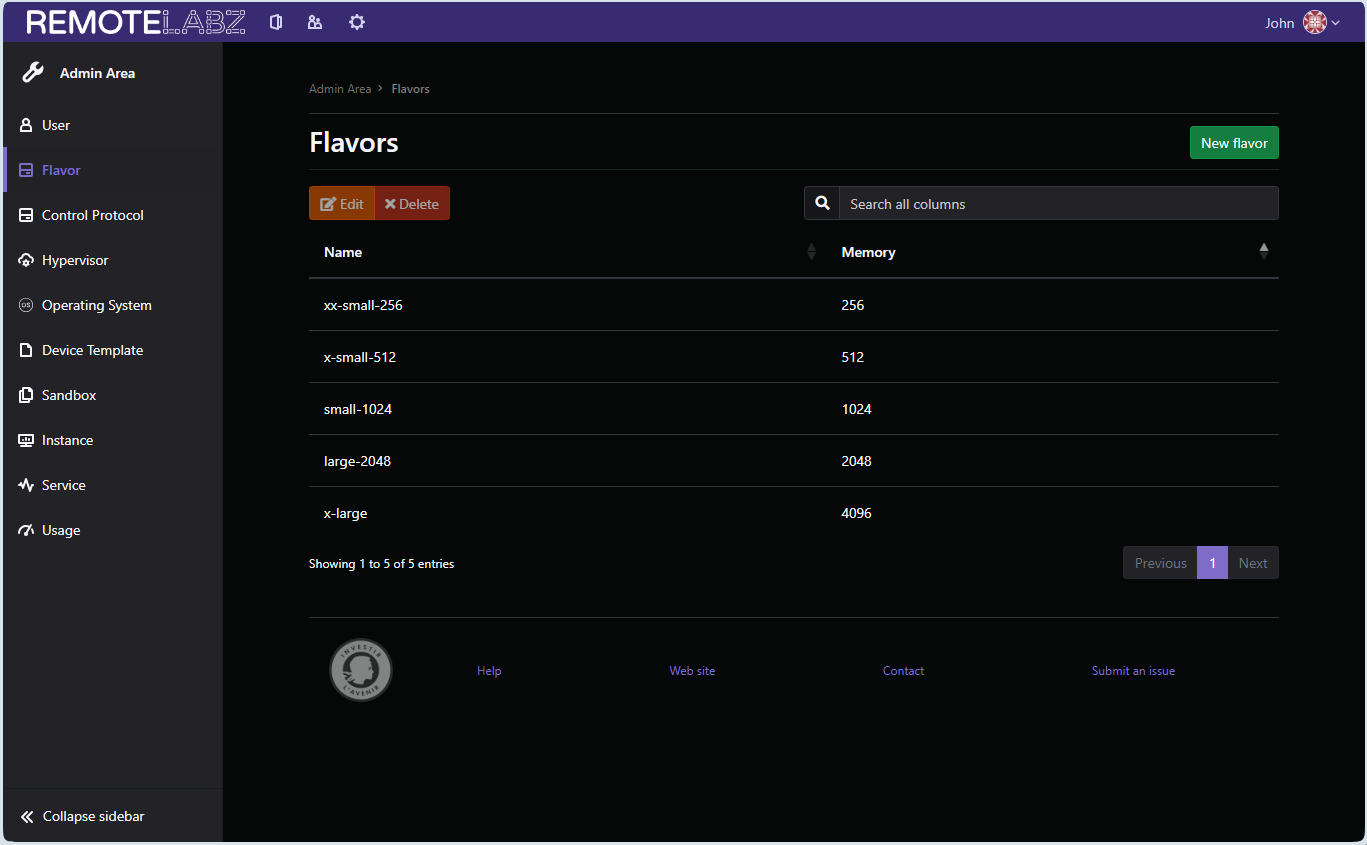 REMOTELABZ
John
Admin Area
User
Flavor
Control Protocol
Hypervisor
OS
Operating System
Device Template
Sandbox
Instance
Service
Usage
Collapse sidebar
Admin Area > Flavors
Flavors
New flavor
Edit
Delete
Search all columns
Name Memory
xx-small-256 256
x-small-512 512
small-1024 1024
large-2048 2048
x-large 4096
Showing 1 to 5 of 5 entries
Previous 1 Next
INVESTIR
L'AVENIR
Help
Web site
Contact
Submit an issue